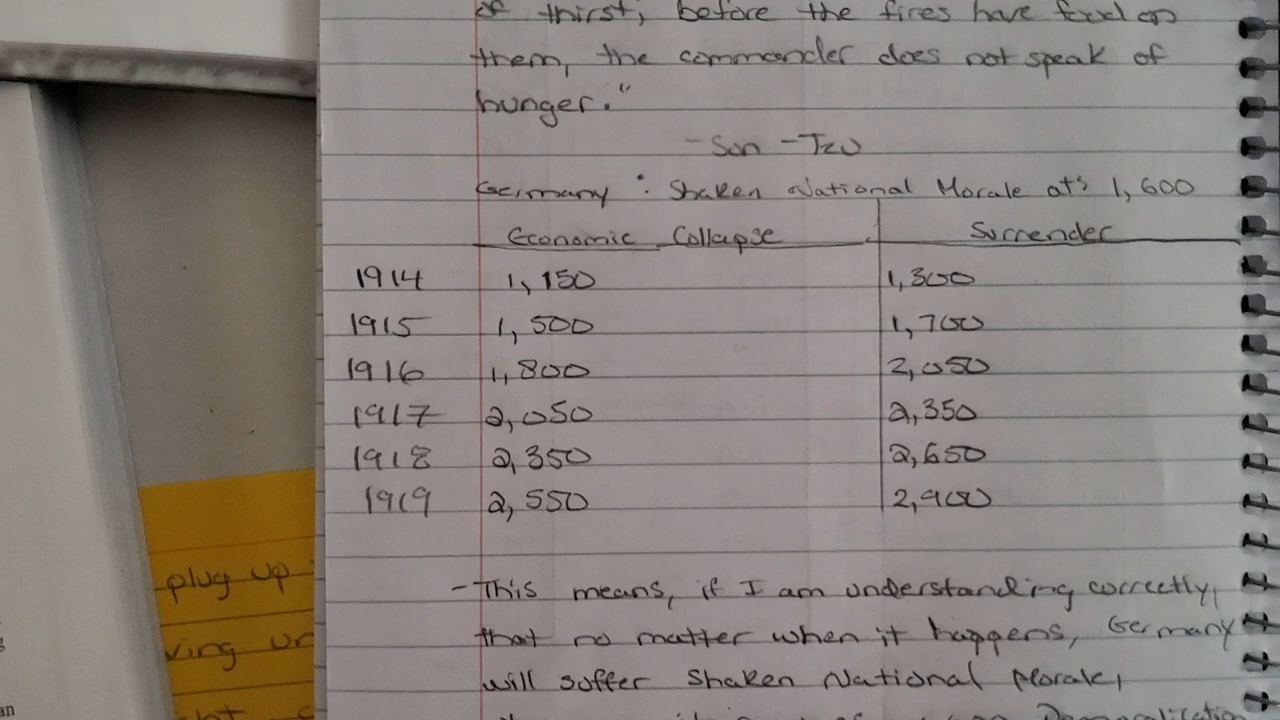 of thirst, before the fires have food on
them, the commander does not speak of
hunger."
-Sun -Tzu
Germany : Shaken National Morale at: 1,600
Economic Collapse Surrender
1914 1,150 1,300
1915 1,500 1,700
1916 1,800 2,050
1917 2,050 2,350
1918 2,350 2,650
1919 2,550 2,900
- This means, if I am understanding correctly,
that no matter when it happens, Germany
will suffer Shaken National Morale,
plug up
ving un